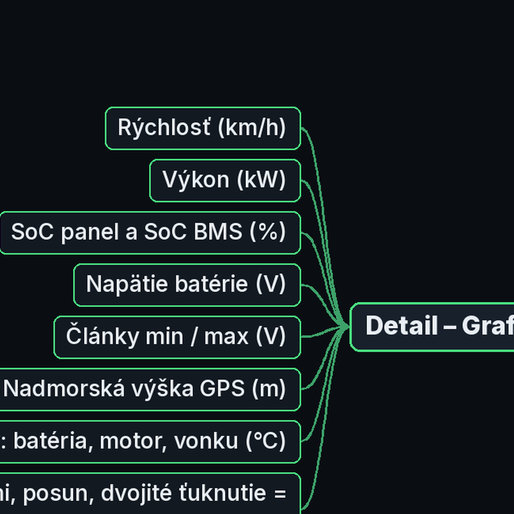 Rýchlosť (km/h)
Výkon (kW)
SoC panel a SoC BMS (%)
Napätie batérie (V)
Detail – Graf
Články min / max (V)
Nadmorská výška GPS (m)
: batéria, motor, vonku (°C)
posun, dvojité ťuknutie =